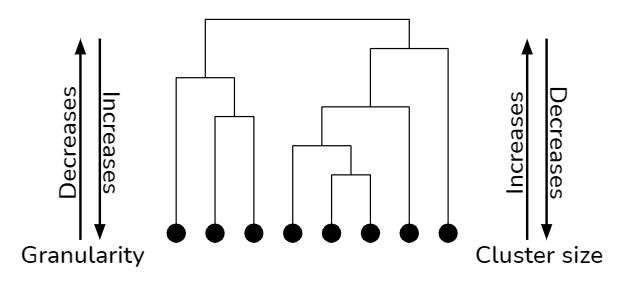 Decreases
Increases
Granularity
Increases
Decreases
Cluster size